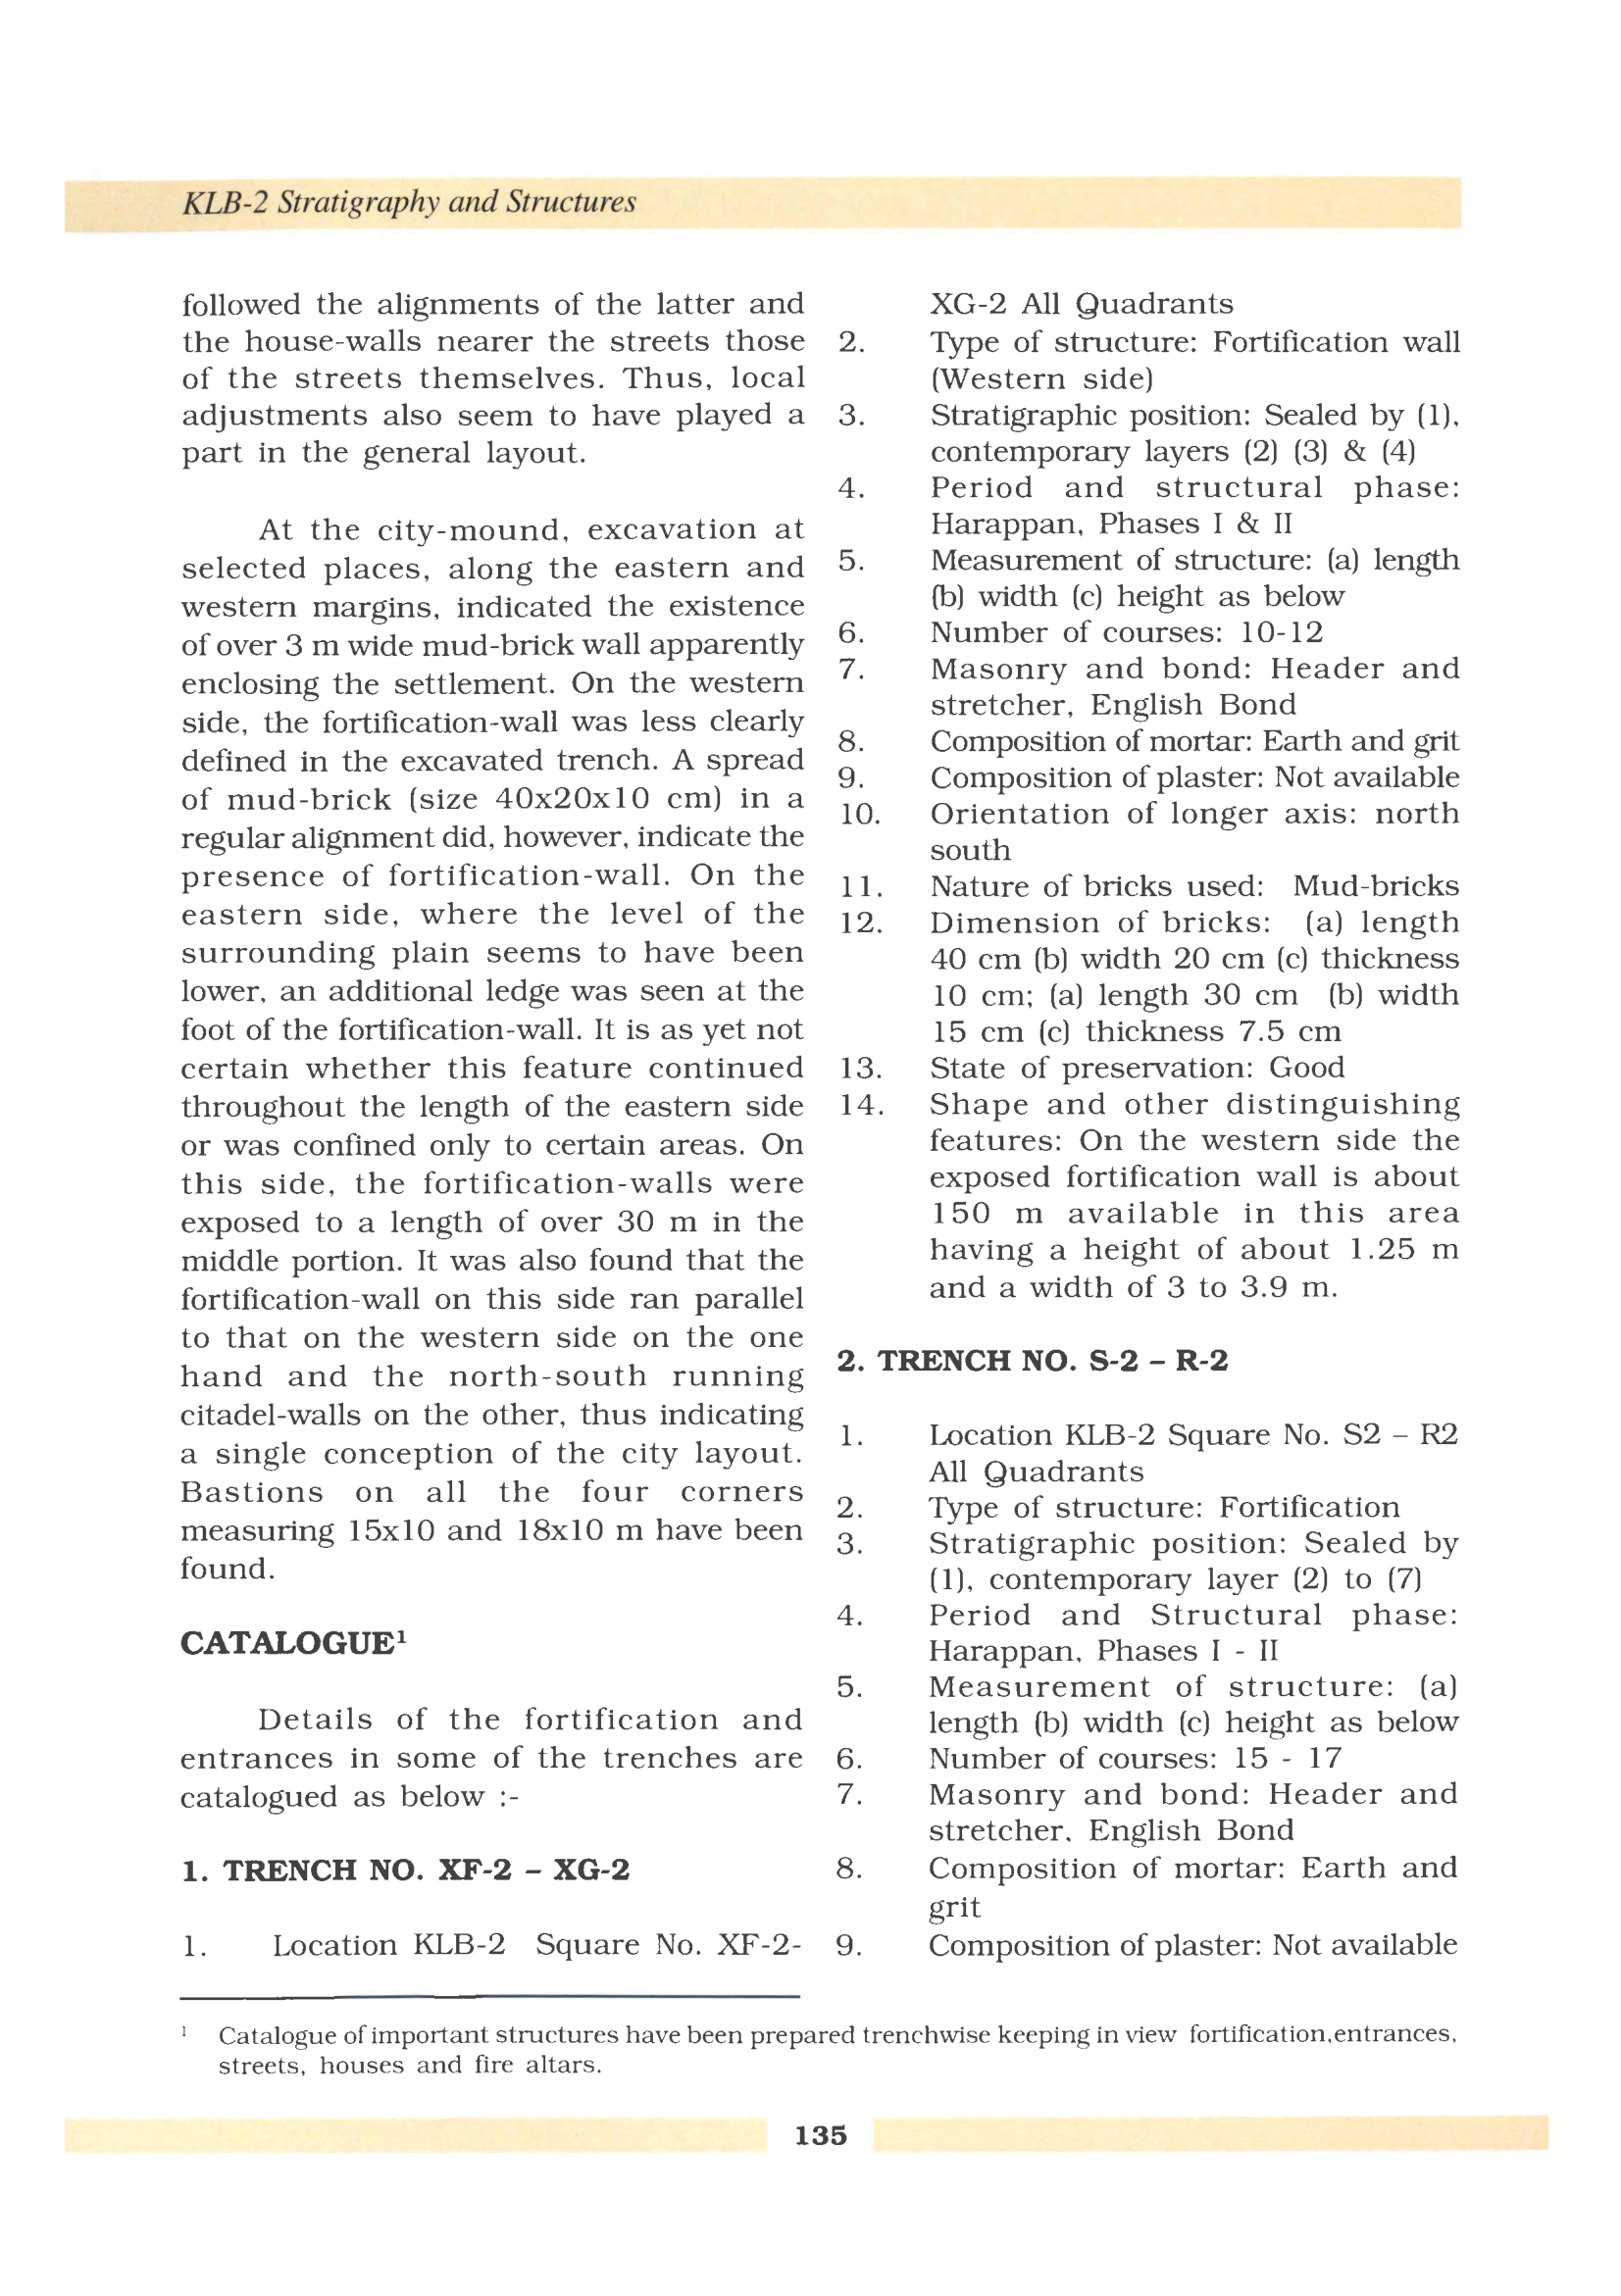 KLB-2 Stratigraphy and Structures
followed the alignments of the latter and
the house-walls nearer the streets those
of the streets themselves. Thus, local
adjustments also seem to have played a
part in the general layout.
At the city-mound, excavation at
selected places, along the eastern and
western margins, indicated the existence
of over 3 m wide mud-brick wall apparently
enclosing the settlement. On the western
side, the fortification-wall was less clearly
defined in the excavated trench. A spread
of mud-brick (size 40x20x10 cm) in a
regular alignment did, however, indicate the
presence of fortification-wall. On the
eastern side, where the level of the
surrounding plain seems to have been
lower, an additional ledge was seen at the
foot of the fortification-wall. It is as yet not
certain whether this feature continued
throughout the length of the eastern side
or was confined only to certain areas. On
this side, the fortification-walls were
exposed to a length of over 30 m in the
middle portion. It was also found that the
fortification-wall on this side ran parallel
to that on the western side on the one
hand and the north-south running
citadel-walls on the other, thus indicating
a single conception of the city layout.
Bastions on all the four corners
measuring 15x10 and 18x10 m have been
found.
CATALOGUE¹
Details of the fortification and
entrances in some of the trenches are
catalogued as below :-
1. TRENCH NO. XF-2 – XG-2
1. Location KLB-2 Square No. XF-2-
XG-2 All Quadrants
2. Type of structure: Fortification wall
(Western side)
3. Stratigraphic position: Sealed by (1),
contemporary layers (2) (3) & (4)
4. Period and structural phase:
Harappan, Phases I & II
5. Measurement of structure: (a) length
(b) width (c) height as below
6. Number of courses: 10-12
7. Masonry and bond: Header and
stretcher, English Bond
8. Composition of mortar: Earth and grit
9. Composition of plaster: Not available
10. Orientation of longer axis: north
south
11. Nature of bricks used: Mud-bricks
12. Dimension of bricks: (a) length
40 cm (b) width 20 cm (c) thickness
10 cm; (a) length 30 cm (b) width
15 cm (c) thickness 7.5 cm
13. State of preservation: Good
14. Shape and other distinguishing
features: On the western side the
exposed fortification wall is about
150 m available in this area
having a height of about 1.25 m
and a width of 3 to 3.9 m.
2. TRENCH NO. S-2 – R-2
1. Location KLB-2 Square No. S2 – R2
All Quadrants
2. Type of structure: Fortification
3. Stratigraphic position: Sealed by
(1), contemporary layer (2) to (7)
4. Period and Structural phase:
Harappan, Phases I - II
5. Measurement of structure: (a)
length (b) width (c) height as below
6. Number of courses: 15 - 17
7. Masonry and bond: Header and
stretcher, English Bond
8. Composition of mortar: Earth and
grit
9. Composition of plaster: Not available
¹ Catalogue of important structures have been prepared trenchwise keeping in view fortification,entrances,
streets, houses and fire altars.
135